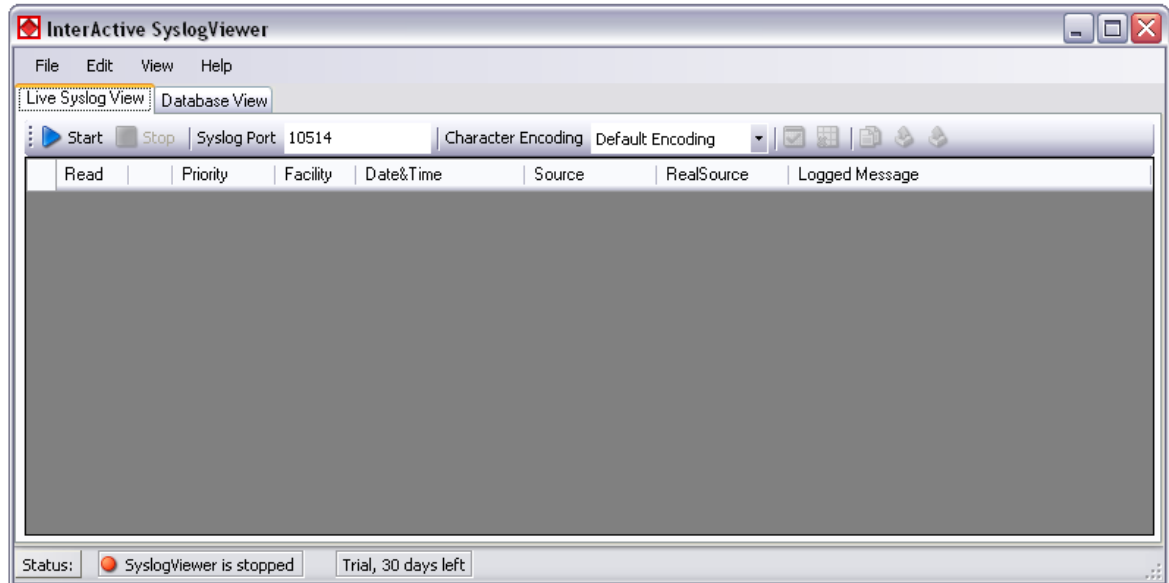 InterActive SyslogViewer
File Edit View Help
Live Syslog View Database View
Start Stop Syslog Port 10514 Character Encoding Default Encoding
Read Priority Facility Date&Time Source RealSource Logged Message
Status: SyslogViewer is stopped Trial, 30 days left